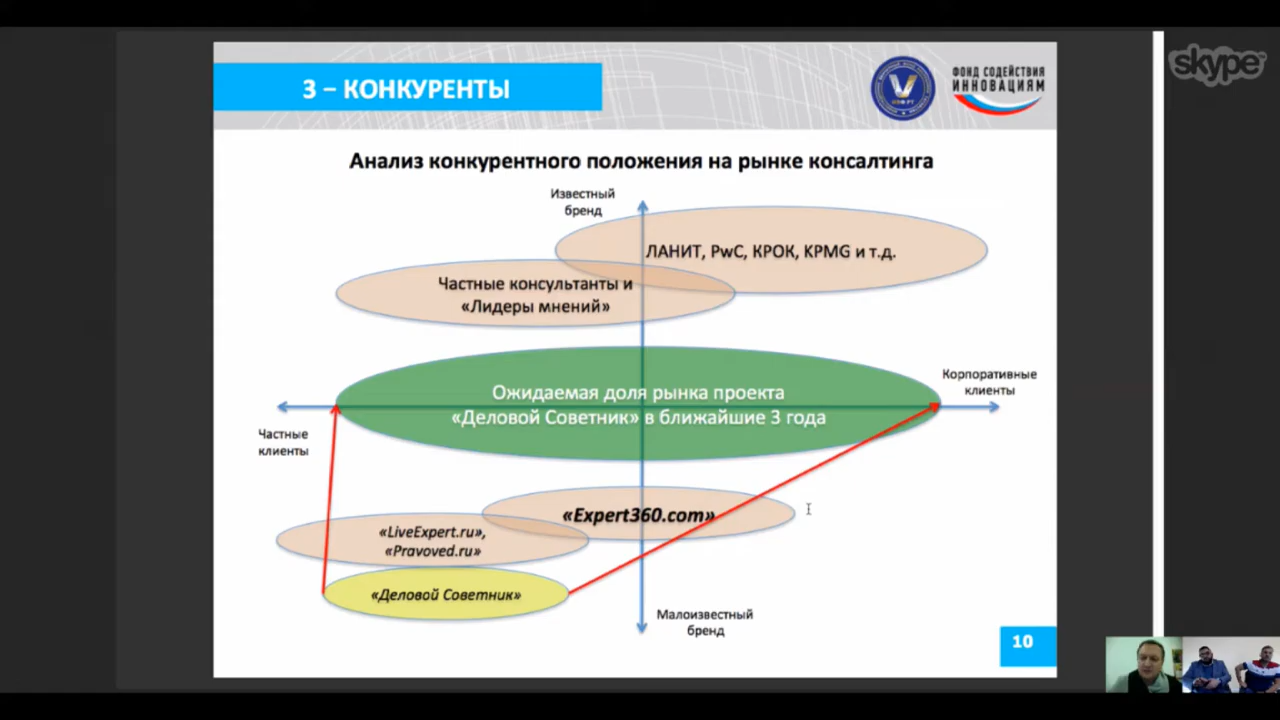 skype
3 – КОНКУРЕНТЫ
ФОНД СОДЕЙСТВИЯ
ИННОВАЦИЯМ
Анализ конкурентного положения на рынке консалтинга
Известный
бренд
ЛАНИТ, PwC, КРОК, KPMG и т.д.
Частные консультанты и
«Лидеры мнений»
Ожидаемая доля рынка проекта
«Деловой Советник» в ближайшие 3 года
Корпоративные
клиенты
Частные
клиенты
«Expert360.com»
«LiveExpert.ru»,
«Pravoved.ru»
«Деловой Советник»
Малоизвестный
бренд
10